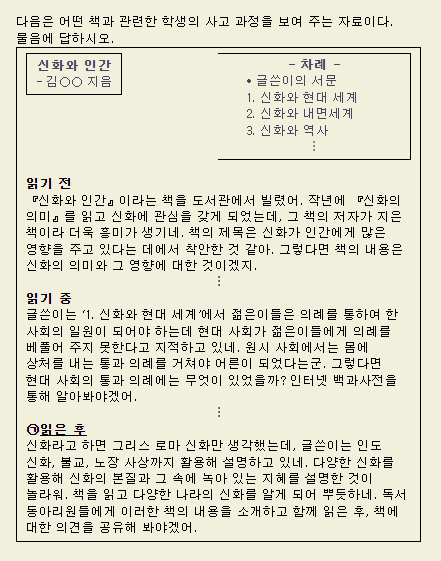 다음은 어떤 책과 관련한 학생의 사고 과정을 보여 주는 자료이다.
물음에 답하시오.
신화와 인간
- 김○○ 지음
- 차례 -
• 글쓴이의 서문
1. 신화와 현대 세계
2. 신화와 내면세계
3. 신화와 역사
⋮
읽기 전
『신화와 인간』이라는 책을 도서관에서 빌렸어. 작년에 『신화의
의미』를 읽고 신화에 관심을 갖게 되었는데, 그 책의 저자가 지은
책이라 더욱 흥미가 생기네. 책의 제목은 신화가 인간에게 많은
영향을 주고 있다는 데에서 착안한 것 같아. 그렇다면 책의 내용은
신화의 의미와 그 영향에 대한 것이겠지.
⋮
읽기 중
글쓴이는 ‘1. 신화와 현대 세계’에서 젊은이들은 의례를 통하여 한
사회의 일원이 되어야 하는데 현대 사회가 젊은이들에게 의례를
베풀어 주지 못한다고 지적하고 있네. 원시 사회에서는 몸에
상처를 내는 통과 의례를 거쳐야 어른이 되었다는군. 그렇다면
현대 사회의 통과 의례에는 무엇이 있었을까? 인터넷 백과사전을
통해 알아봐야겠어.
⋮
㉠읽은 후
신화라고 하면 그리스 로마 신화만 생각했는데, 글쓴이는 인도
신화, 불교, 노장 사상까지 활용해 설명하고 있네. 다양한 신화를
활용해 신화의 본질과 그 속에 녹아 있는 지혜를 설명한 것이
놀라워. 책을 읽고 다양한 나라의 신화를 알게 되어 뿌듯하네. 독서
동아리원들에게 이러한 책의 내용을 소개하고 함께 읽은 후, 책에
대한 의견을 공유해 봐야겠어.